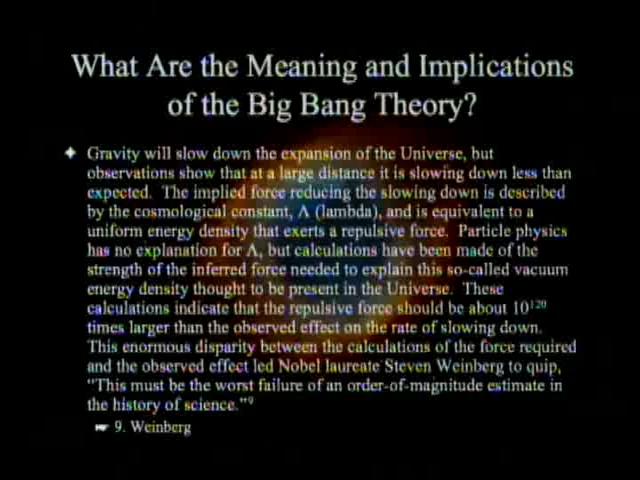 What Are the Meaning and Implications
of the Big Bang Theory?
Gravity will slow down the expansion of the Universe, but
observations show that at a large distance it is slowing down less than
expected. The implied force reducing the slowing down is described
by the cosmological constant, Λ (lambda), and is equivalent to a
uniform energy density that exerts a repulsive force. Particle physics
has no explanation for Λ, but calculations have been made of the
strength of the inferred force needed to explain this so-called vacuum
energy density thought to be present in the Universe. These
calculations indicate that the repulsive force should be about 10¹²⁰
times larger than the observed effect on the rate of slowing down.
This enormous disparity between the calculations of the force required
and the observed effect led Nobel laureate Steven Weinberg to quip,
"This must be the worst failure of an order-of-magnitude estimate in
the history of science."⁹
9. Weinberg